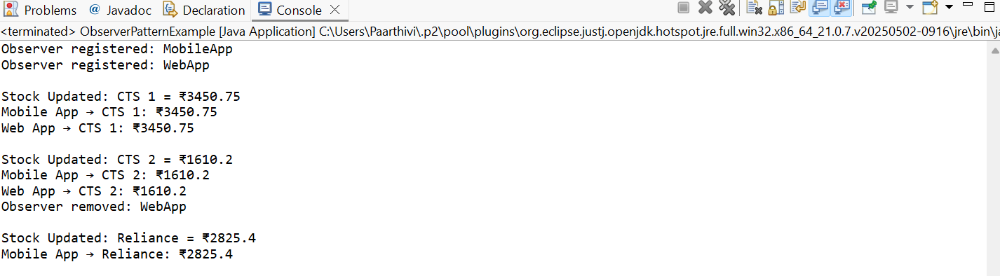 Problems @ Javadoc Declaration Console
<terminated> ObserverPatternExample [Java Application] C:\Users\Paarthivi\.p2\pool\plugins\org.eclipse.justj.openjdk.hotspot.jre.full.win32.x86_64_21.0.7.v20250502-0916\jre\bin\ja
Observer registered: MobileApp
Observer registered: WebApp
Stock Updated: CTS 1 = ₹3450.75
Mobile App → CTS 1: ₹3450.75
Web App → CTS 1: ₹3450.75
Stock Updated: CTS 2 = ₹1610.2
Mobile App → CTS 2: ₹1610.2
Web App → CTS 2: ₹1610.2
Observer removed: WebApp
Stock Updated: Reliance = ₹2825.4
Mobile App → Reliance: ₹2825.4